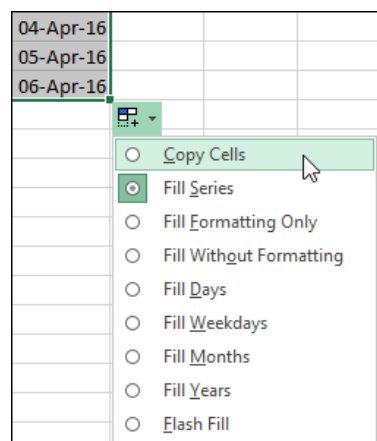 04-Apr-16
05-Apr-16
06-Apr-16
Copy Cells
Fill Series
Fill Formatting Only
Fill Without Formatting
Fill Days
Fill Weekdays
Fill Months
Fill Years
Flash Fill